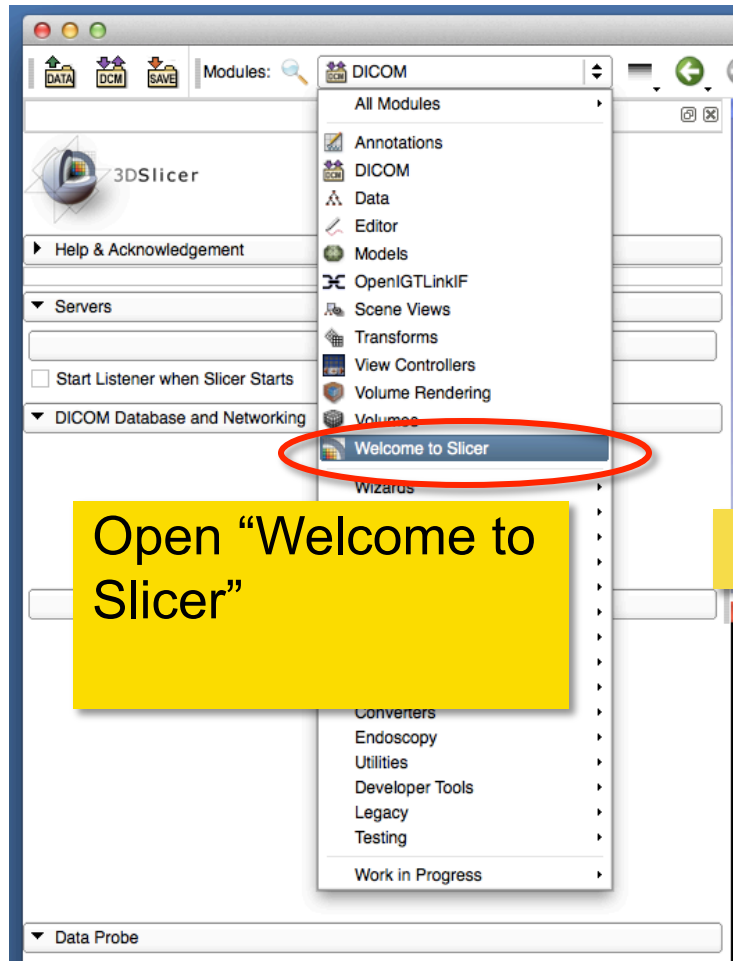 DATA
DCM
SAVE
Modules:
DICOM
All Modules
3DSlicer
Annotations
DICOM
Data
Editor
Help & Acknowledgement
Models
OpenIGTLinkIF
Servers
Scene Views
Transforms
View Controllers
Start Listener when Slicer Starts
Volume Rendering
DICOM Database and Networking
Volumes
Welcome to Slicer
Wizards
Open “Welcome to
Slicer”
Converters
Endoscopy
Utilities
Developer Tools
Legacy
Testing
Work in Progress
Data Probe